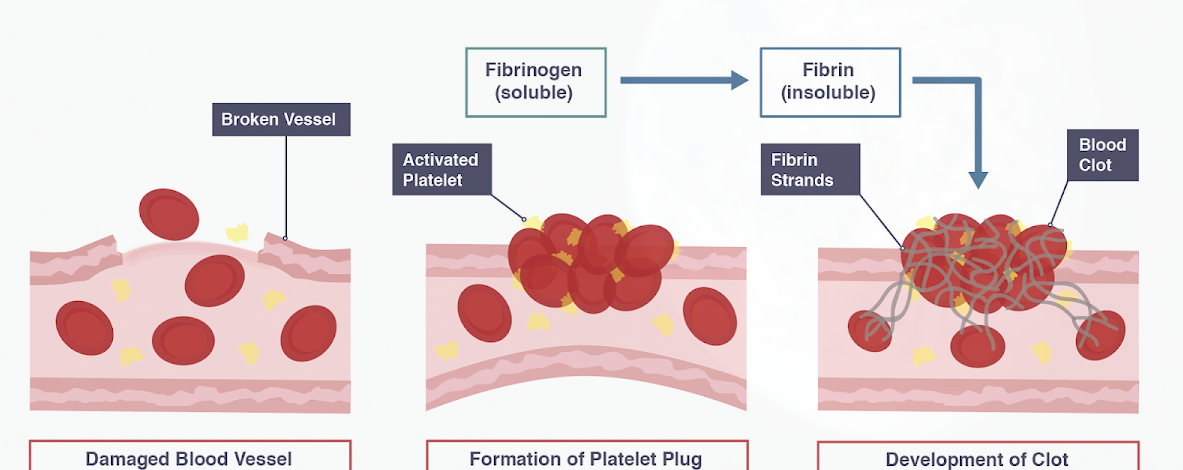 Fibrinogen
(soluble)
Fibrin
(insoluble)
Broken Vessel
Activated
Platelet
Fibrin
Strands
Blood
Clot
Damaged Blood Vessel
Formation of Platelet Plug
Development of Clot